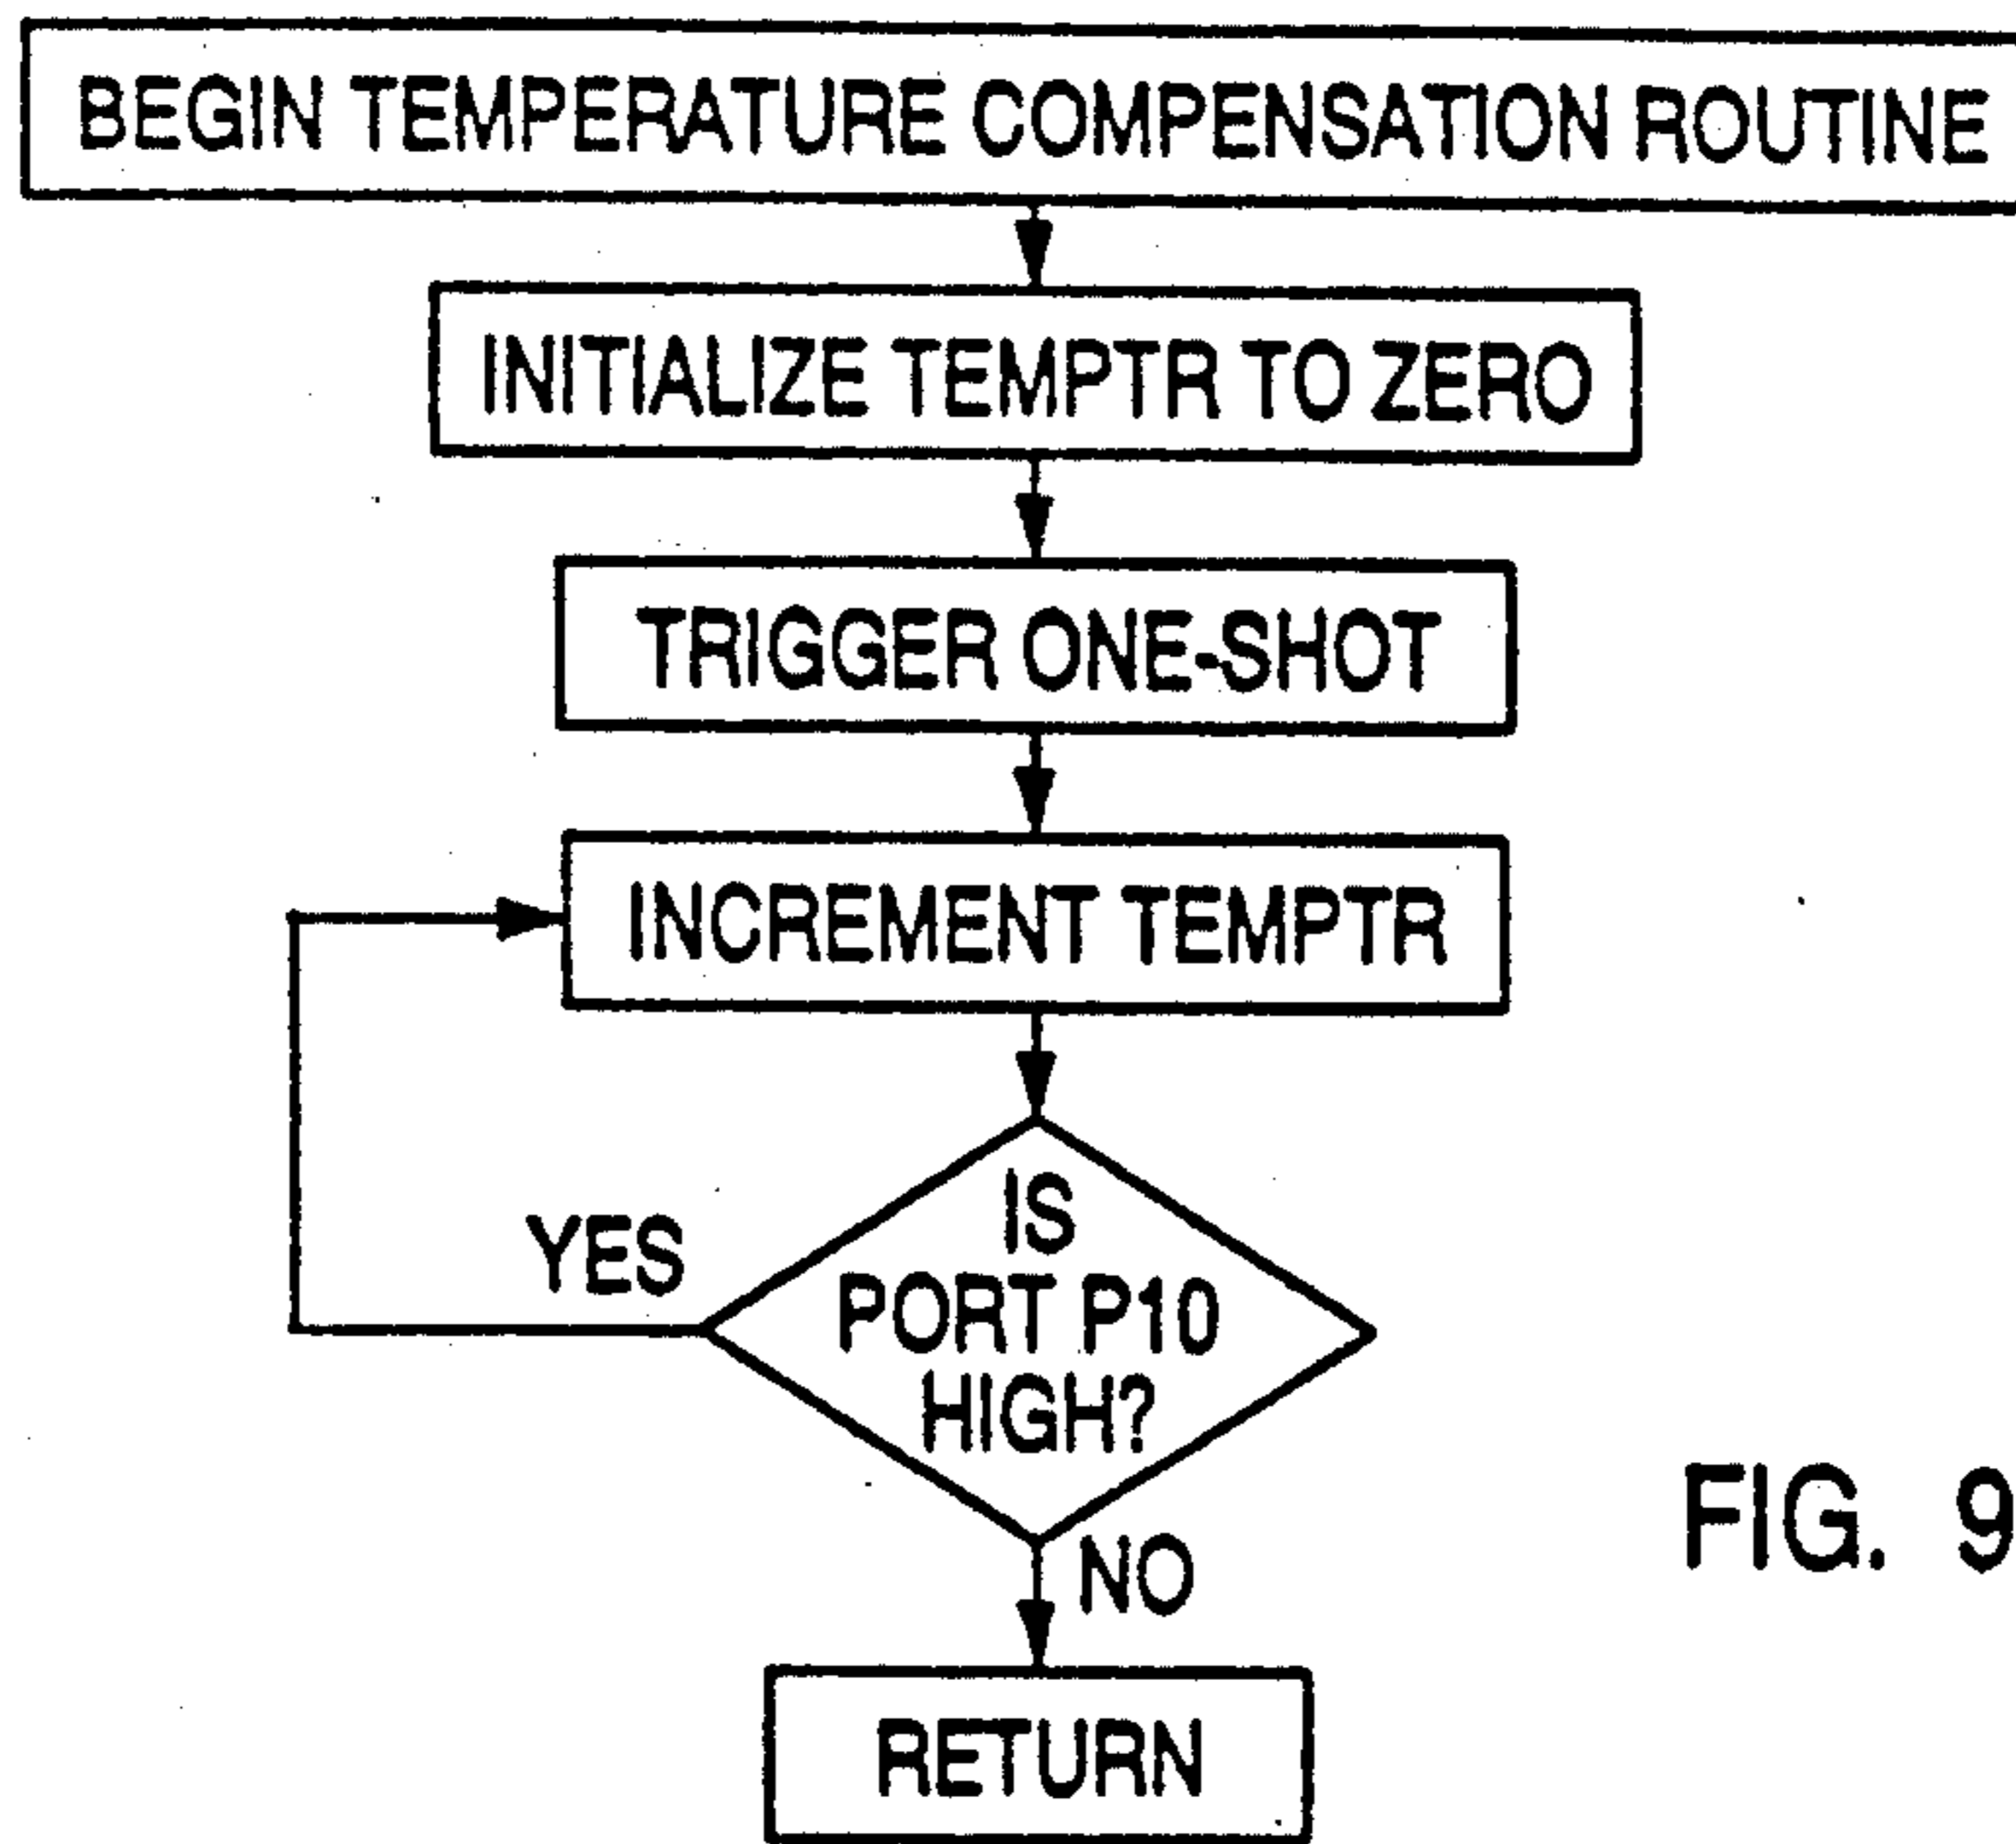 BEGIN TEMPERATURE COMPENSATION ROUTINE
INITIALIZE TEMPTR TO ZERO
TRIGGER ONE-SHOT
INCREMENT TEMPTR
YES
IS
PORT P10
HIGH?
NO
RETURN
FIG. 9